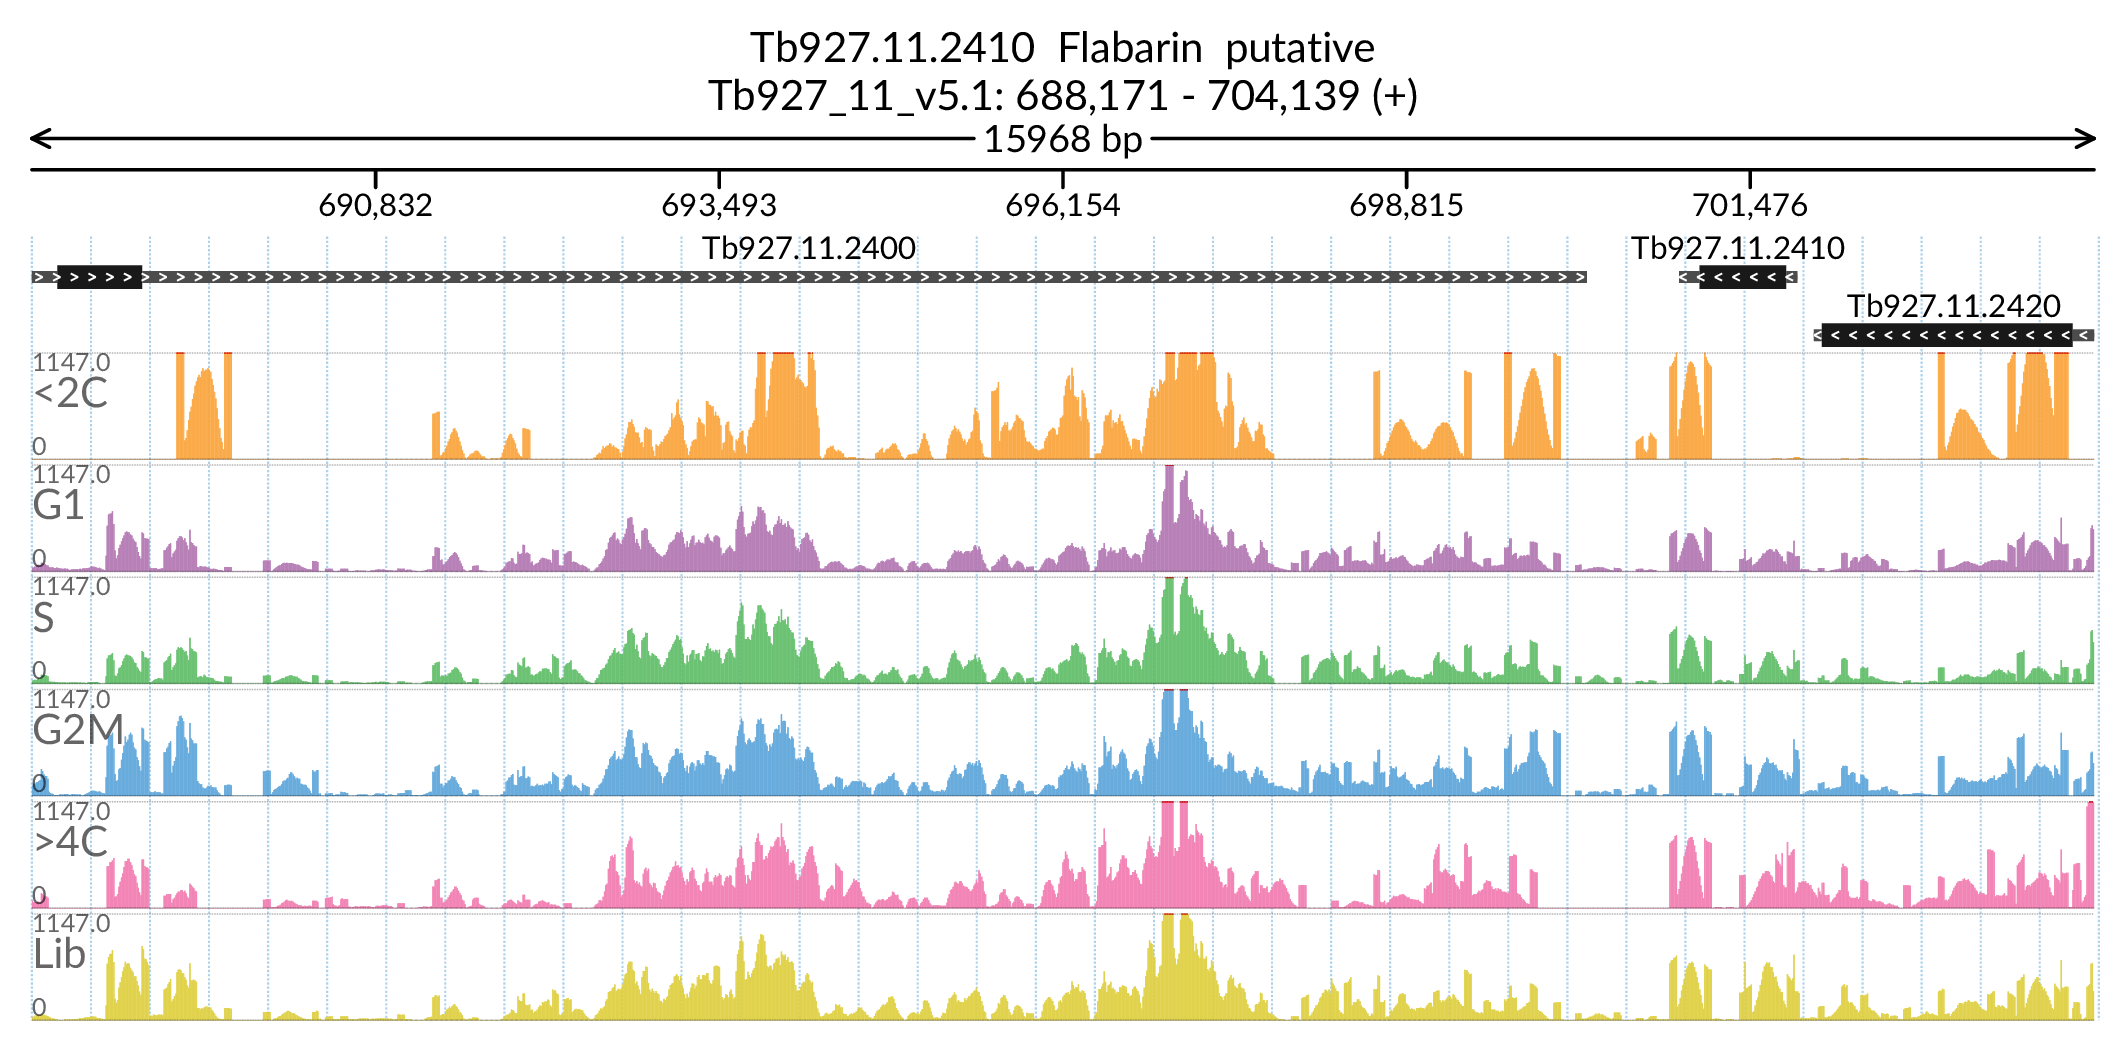 Tb927.11.2410 Flabarin putative
Tb927_11_v5.1: 688,171 - 704,139 (+)
15968 bp
690,832 693,493 696,154 698,815 701,476
Tb927.11.2400 Tb927.11.2410
Tb927.11.2420
1147.0
<2C
0
1147.0
G1
0
1147.0
S
0
1147.0
G2M
0
1147.0
>4C
0
1147.0
Lib
0